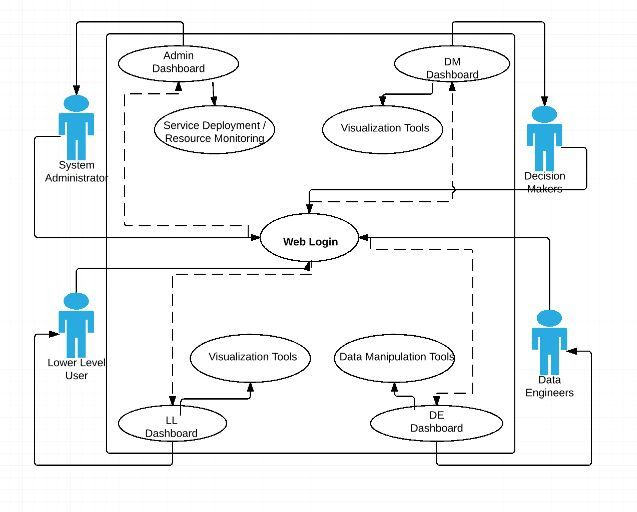 Admin
Dashboard
DM
Dashboard
Service Deployment /
Resource Monitoring
Visualization Tools
System
Administrator
Decision
Makers
Web Login
Lower Level
User
Visualization Tools
Data Manipulation Tools
Data
Engineers
LL
Dashboard
DE
Dashboard